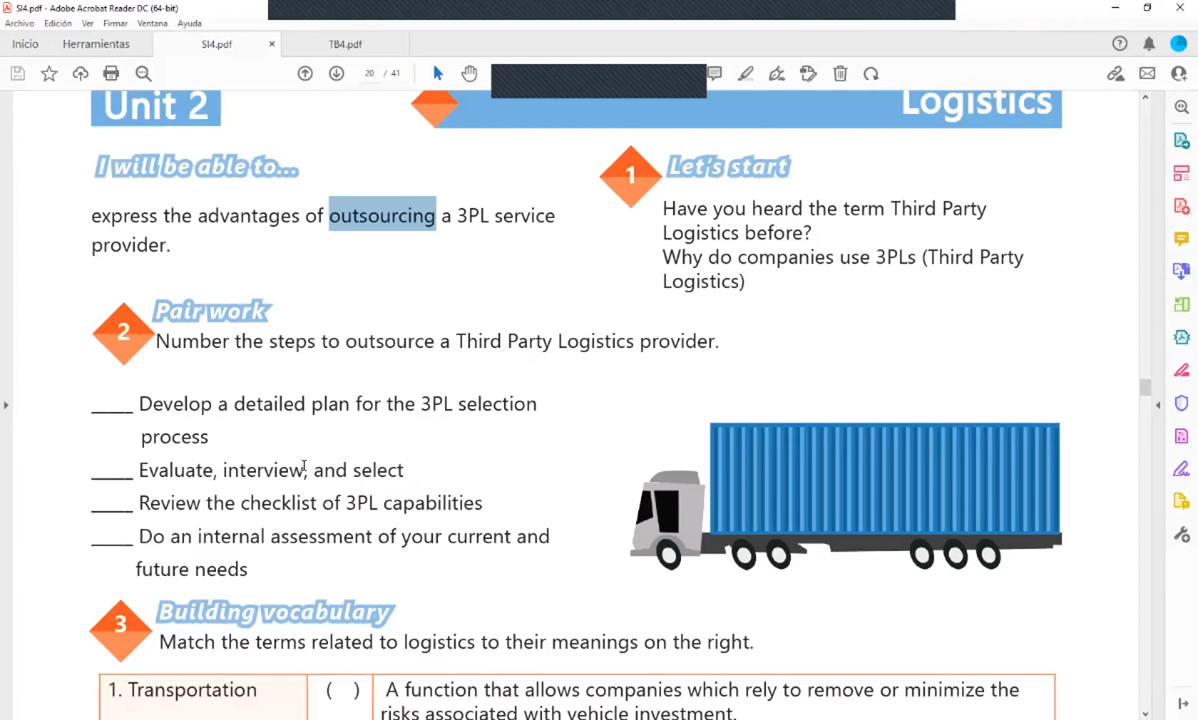 SI4.pdf - Adobe Acrobat Reader DC (64-bit)
Archivo Edición Ver Firmar Ventana Ayuda
Inicio Herramientas SI4.pdf × TB4.pdf
20 / 41
Unit 2
Logistics
I will be able to...
express the advantages of outsourcing a 3PL service
provider.
1 Let's start
Have you heard the term Third Party
Logistics before?
Why do companies use 3PLs (Third Party
Logistics)
2 Pair work
Number the steps to outsource a Third Party Logistics provider.
____ Develop a detailed plan for the 3PL selection
process
____ Evaluate, interview, and select
____ Review the checklist of 3PL capabilities
____ Do an internal assessment of your current and
future needs
3 Building vocabulary
Match the terms related to logistics to their meanings on the right.
1. Transportation ( ) A function that allows companies which rely to remove or minimize the
risks associated with vehicle investment.